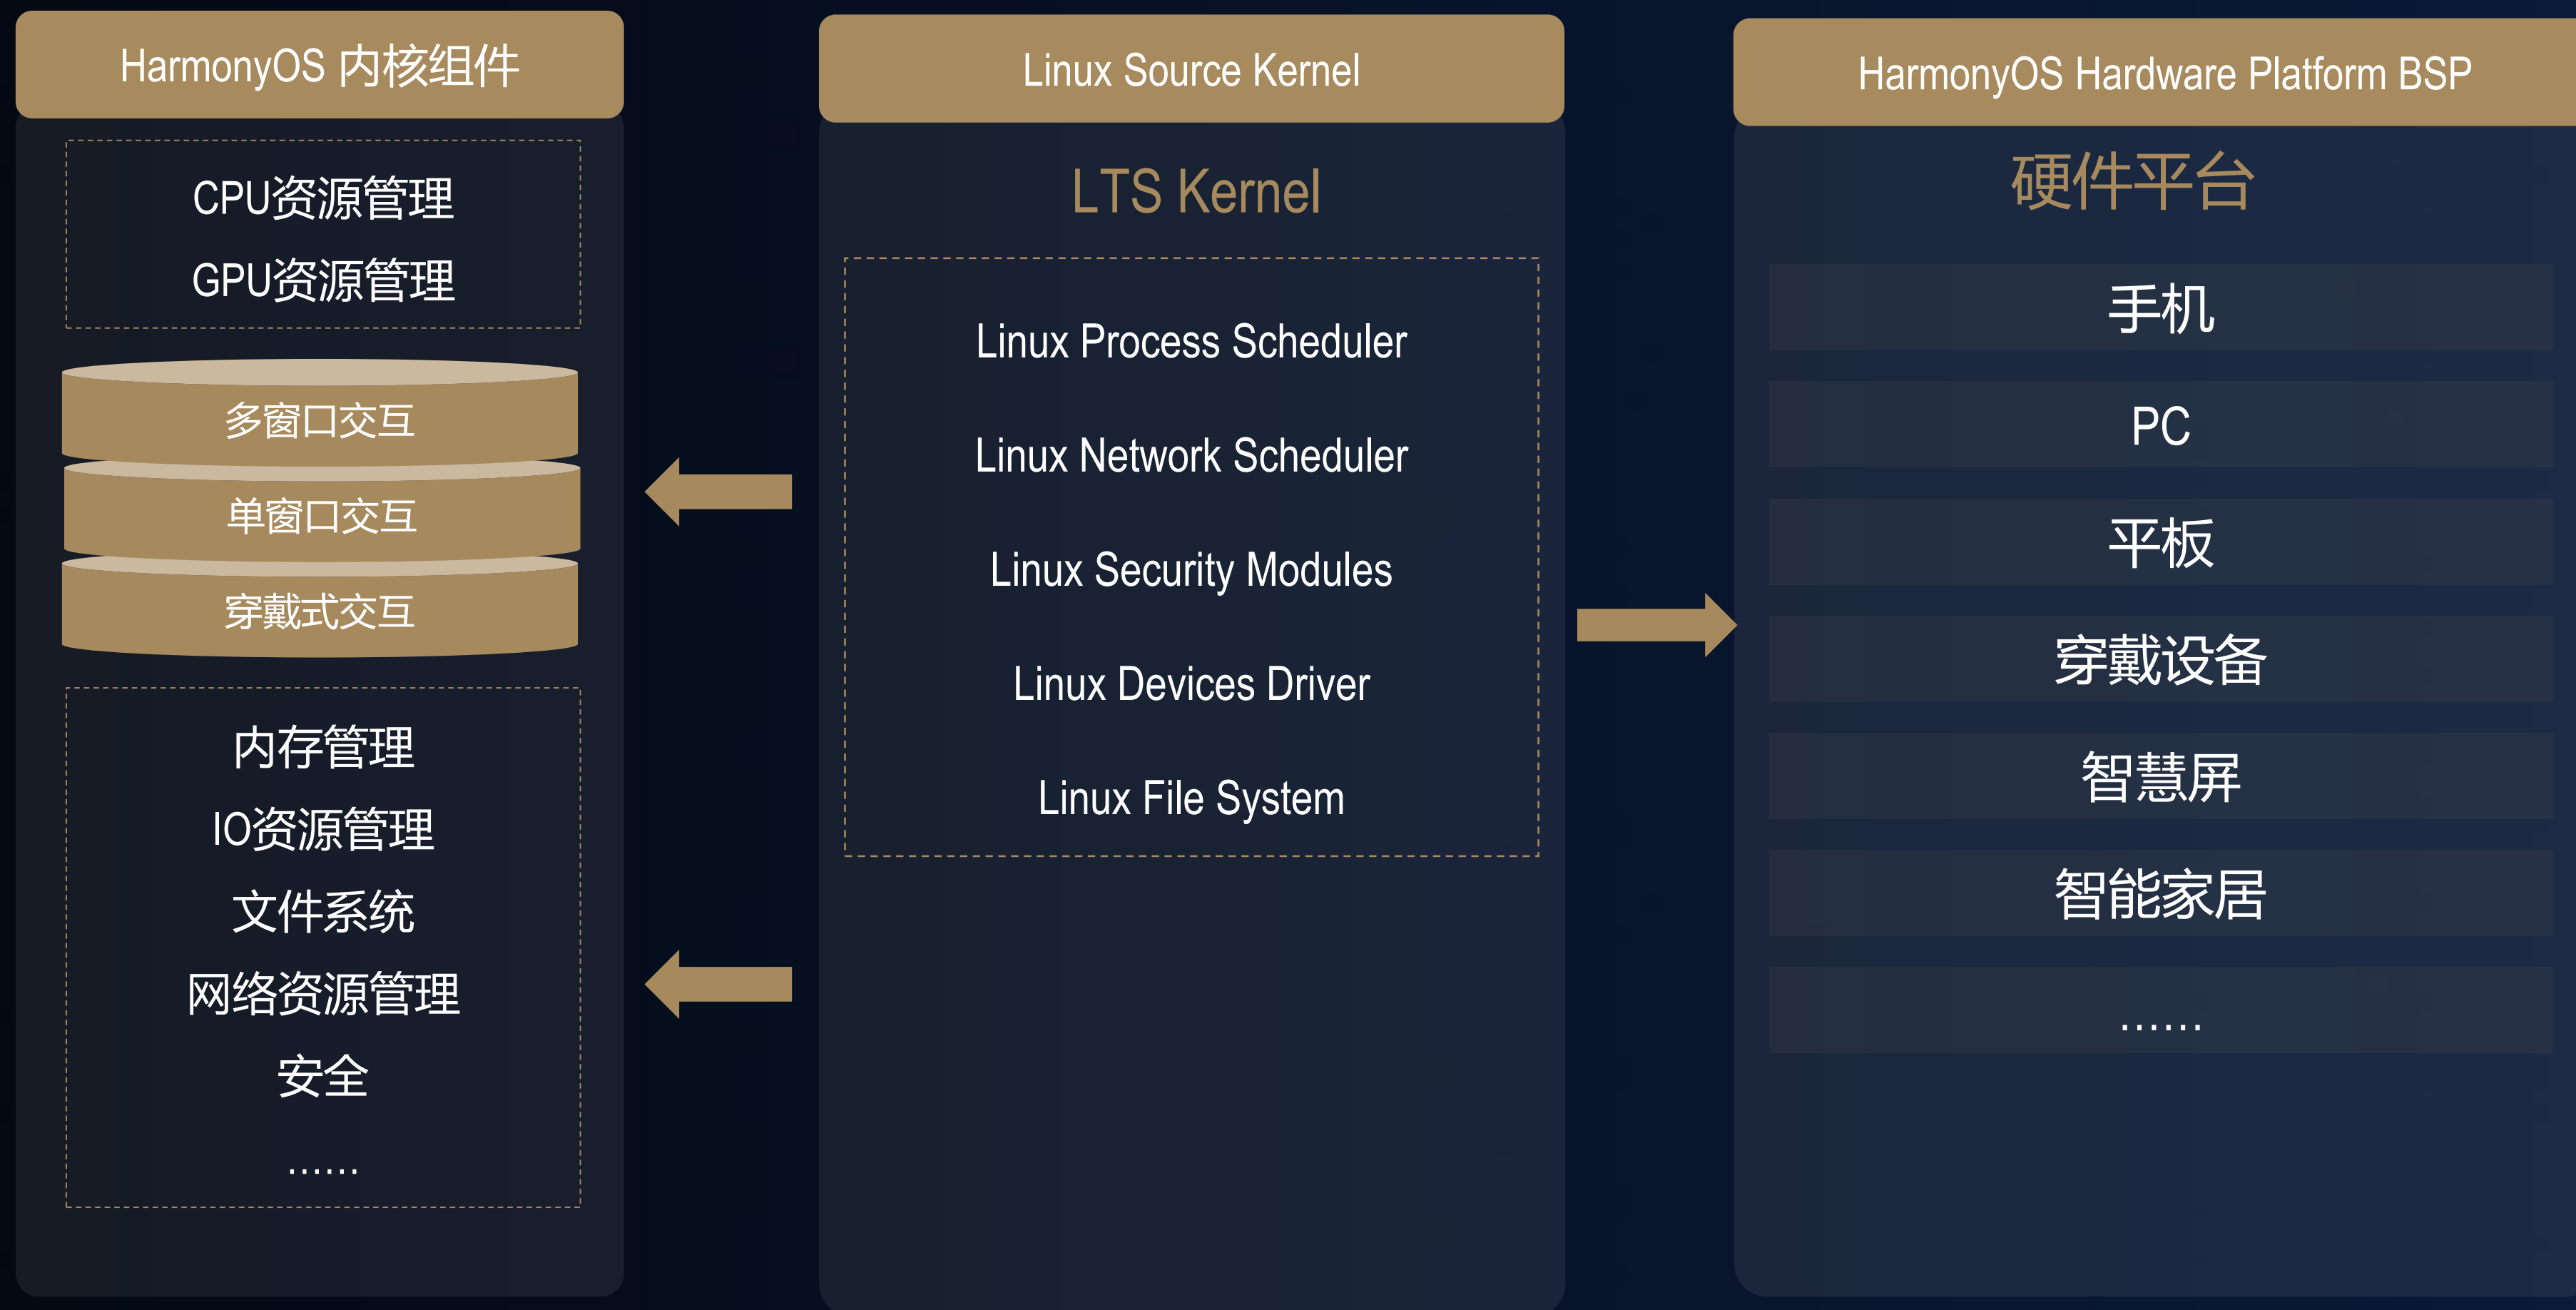 HarmonyOS 内核组件
CPU资源管理
GPU资源管理
多窗口交互
单窗口交互
穿戴式交互
内存管理
IO资源管理
文件系统
网络资源管理
安全
……
Linux Source Kernel
LTS Kernel
Linux Process Scheduler
Linux Network Scheduler
Linux Security Modules
Linux Devices Driver
Linux File System
HarmonyOS Hardware Platform BSP
硬件平台
手机
PC
平板
穿戴设备
智慧屏
智能家居
……